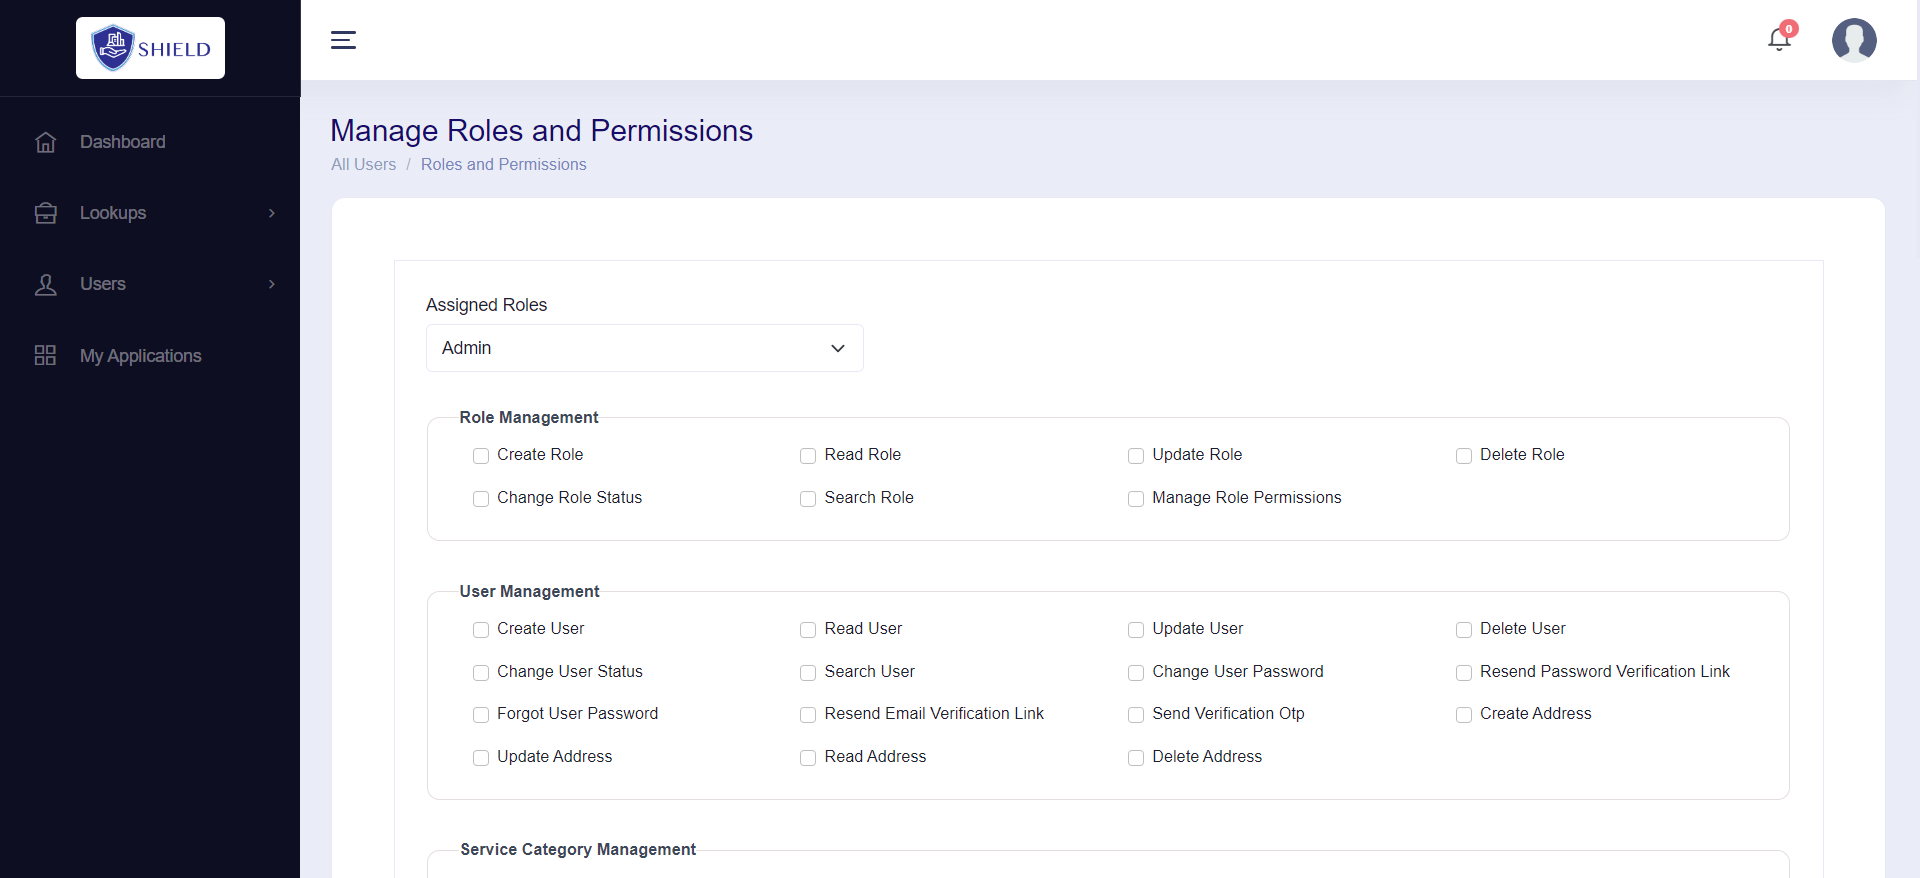 SHIELD
0
Dashboard
Lookups
Users
My Applications
Manage Roles and Permissions
All Users / Roles and Permissions
Assigned Roles
Admin
Role Management
Create Role Read Role Update Role Delete Role
Change Role Status Search Role Manage Role Permissions
User Management
Create User Read User Update User Delete User
Change User Status Search User Change User Password Resend Password Verification Link
Forgot User Password Resend Email Verification Link Send Verification Otp Create Address
Update Address Read Address Delete Address
Service Category Management